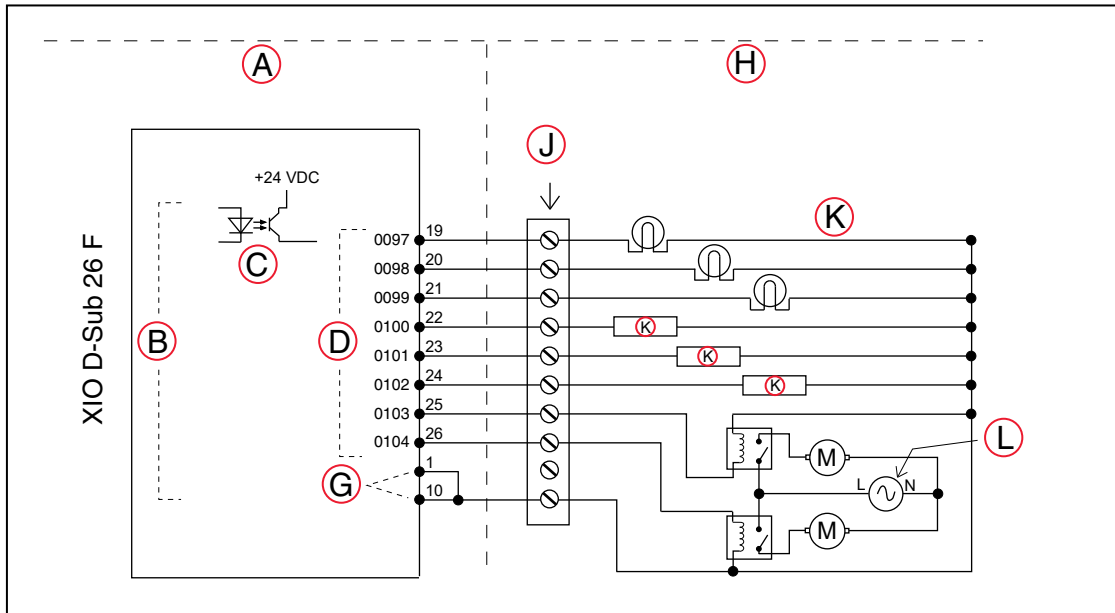 A
H
J
+24 VDC
K
C
XIO D-Sub 26 F
B
D
0097 19
0098 20
0099 21
0100 22
K
0101 23
K
0102 24
K
0103 25
0104 26
G
1
10
M
L
L
N
M